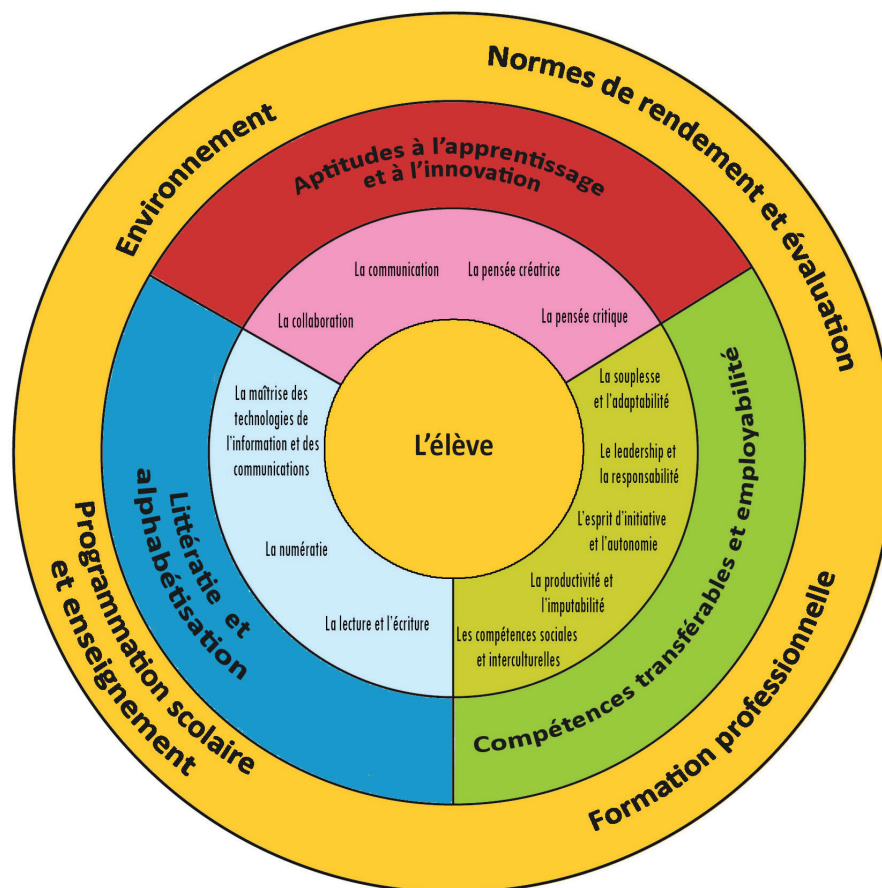 Environnement
Normes de rendement et évaluation
Aptitudes à l'apprentissage
et à l'innovation
La communication
La pensée créatrice
La collaboration
La pensée critique
La maîtrise des
technologies de
l'information et des
communications
La numératie
La lecture et l'écriture
L'élève
La souplesse
et l'adaptabilité
Le leadership et
la responsabilité
L'esprit d'initiative
et l'autonomie
La productivité et
l'imputabilité
Les compétences sociales
et interculturelles
Littératie et
alphabétisation
Compétences transférables et employabilité
Programmation scolaire
et enseignement
Formation professionnelle